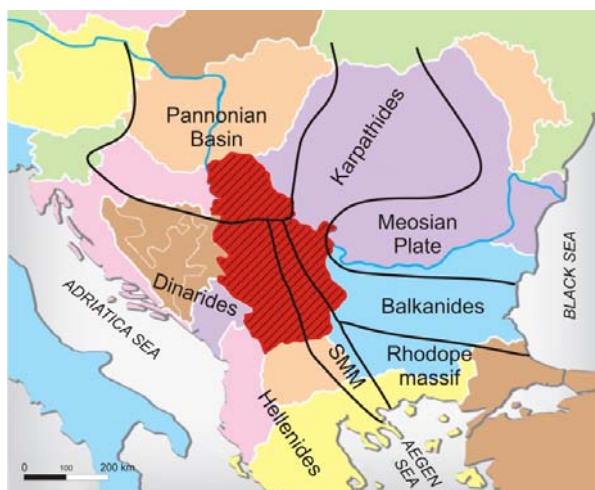 Pannonian
Basin
Karpathides
Meosian
Plate
BLACK SEA
ADRIATICA SEA
Dinarides
Balkanides
SMM
Rhodope
massif
Hellenides
AEGEN
SEA
0 100 200 km